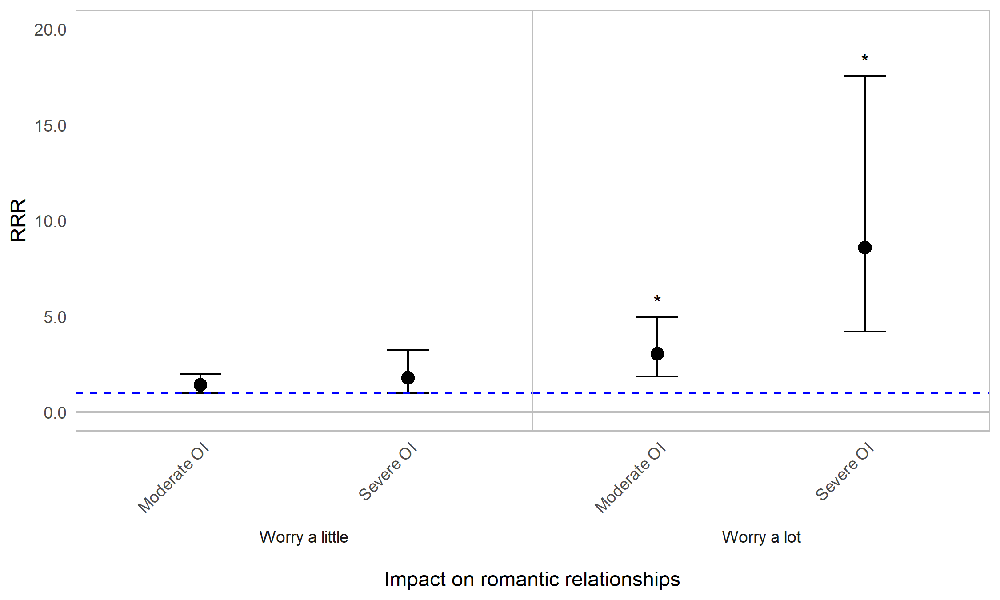 20.0
15.0
10.0
5.0
0.0
RRR
*
*
Moderate OI
Severe OI
Moderate OI
Severe OI
Worry a little
Worry a lot
Impact on romantic relationships